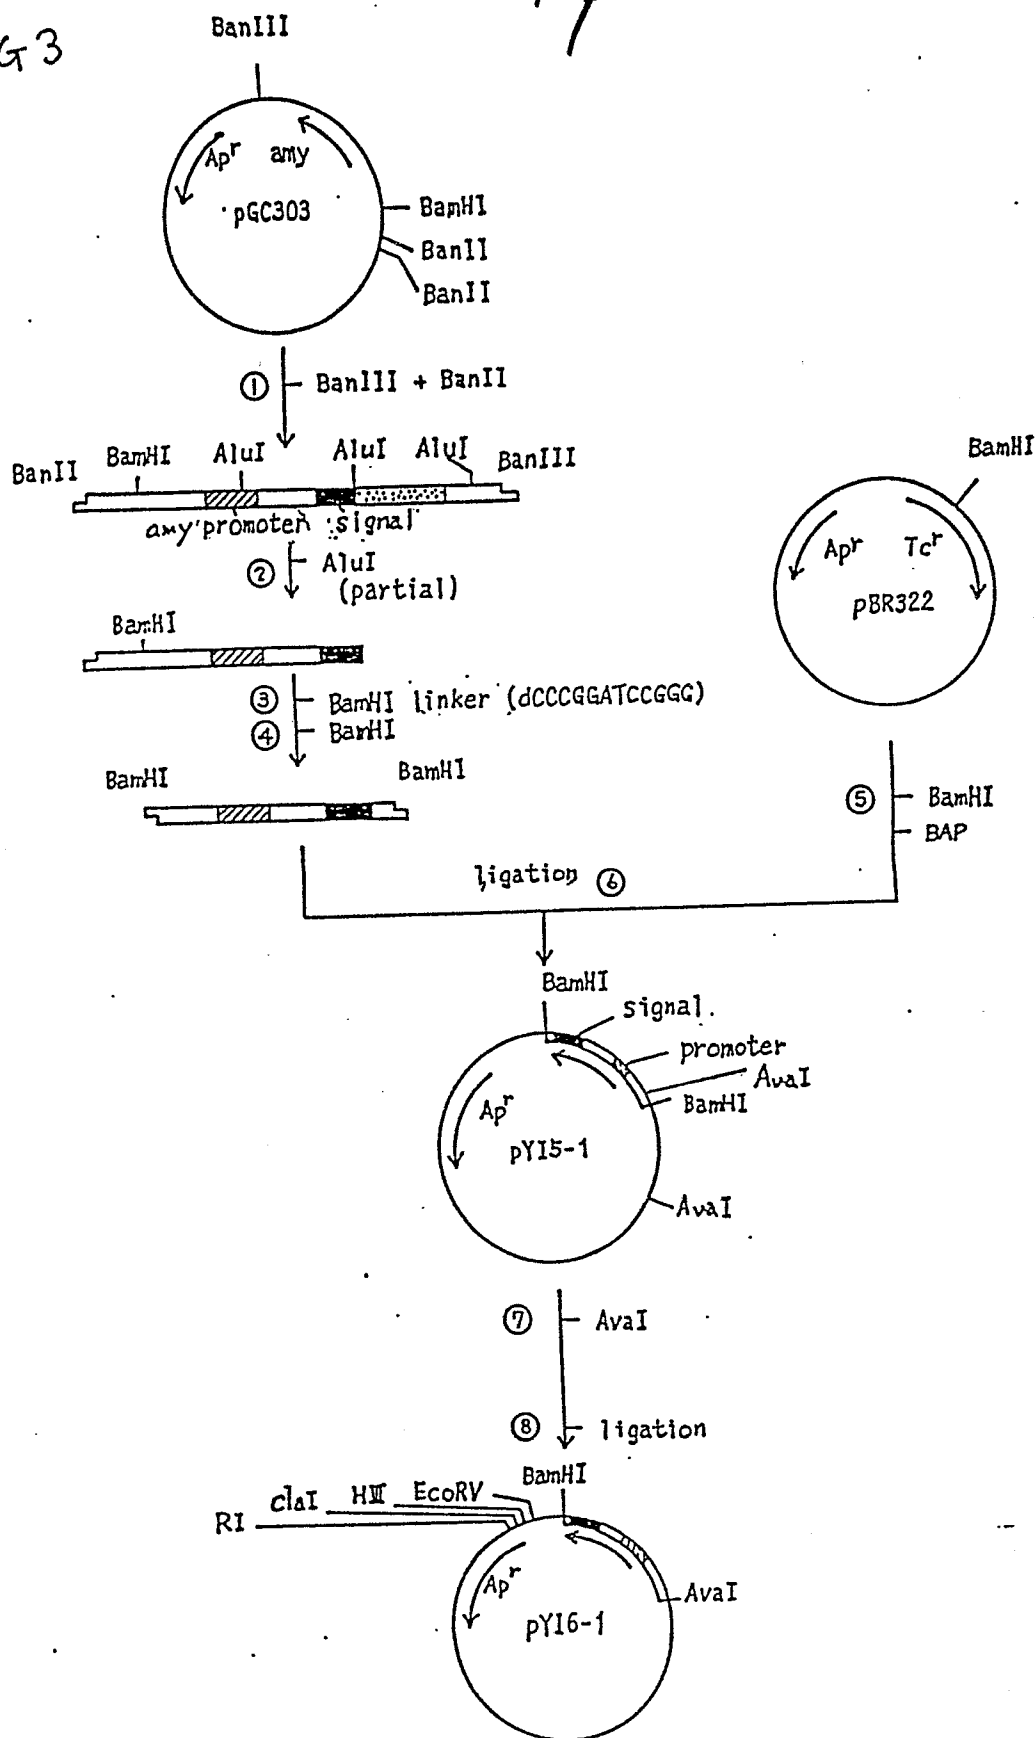 G3
BanIII
Apr amy
pGC303
BamHI
BanII
BanII
① BanIII + BanII
BanII BamHI AluI AluI AluI BanIII
amy promoter signal
② AluI
(partial)
BamHI
Apr Tcr
pBR322
BamHI
③ BamHI linker (dCCCGGATCCGGG)
④ BamHI
BamHI BamHI
⑤ BamHI
BAP
ligation ⑥
BamHI
signal.
promoter
AvaI
BamHI
Apr
pYI5-1
AvaI
⑦ AvaI
⑧ ligation
BamHI
RI claI HIII EcoRV
Apr
AvaI
pYI6-1